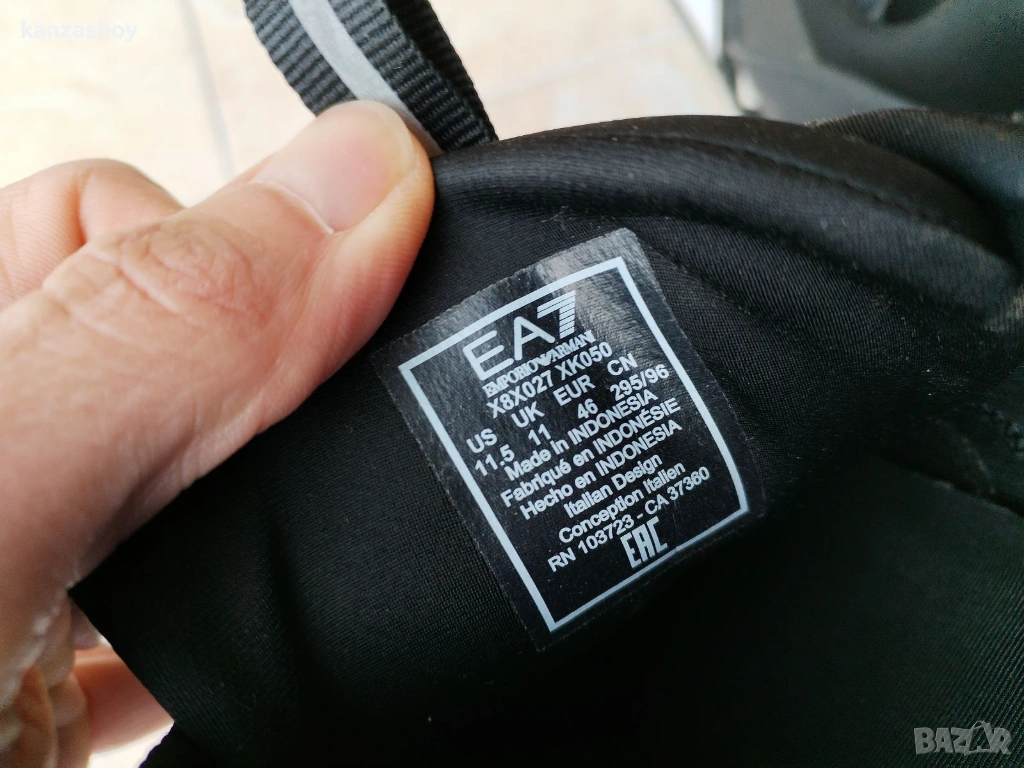 kanzashoy
EA7
EMPORIO ARMANI
X8X027 XK050
US UK EUR CN
11.5 11 46 295/96
Made in INDONESIA
Fabriqué en INDONÉSIE
Hecho en INDONESIA
Italian Design
Conception Italien
RN 103723 - CA 37360
EAC
BAZAR